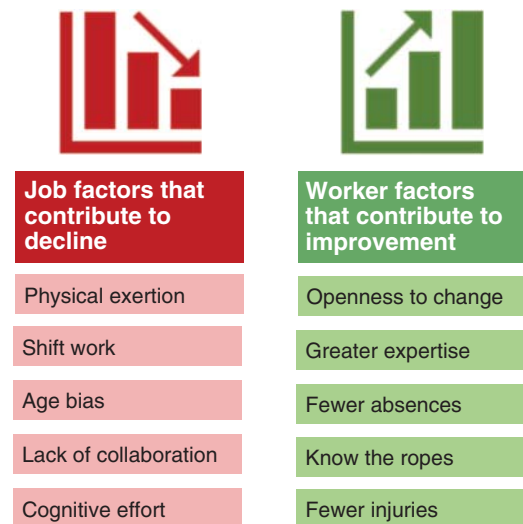 Job factors that
contribute to
decline
Physical exertion
Shift work
Age bias
Lack of collaboration
Cognitive effort
Worker factors
that contribute to
improvement
Openness to change
Greater expertise
Fewer absences
Know the ropes
Fewer injuries